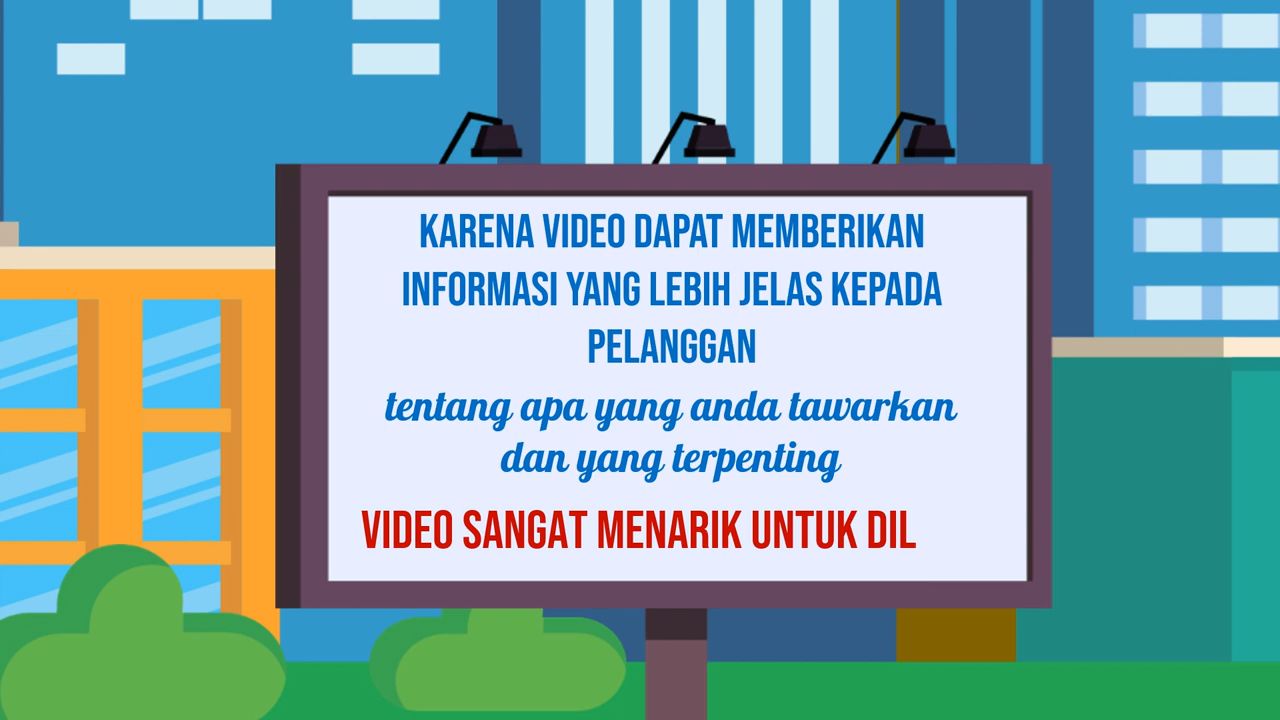 KARENA VIDEO DAPAT MEMBERIKAN
INFORMASI YANG LEBIH JELAS KEPADA
PELANGGAN
tentang apa yang anda tawarkan
dan yang terpenting
VIDEO SANGAT MENARIK UNTUK DIL